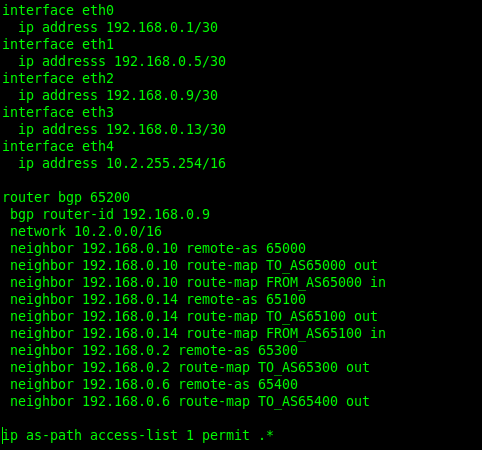 interface eth0
  ip address 192.168.0.1/30
interface eth1
  ip addresss 192.168.0.5/30
interface eth2
  ip address 192.168.0.9/30
interface eth3
  ip address 192.168.0.13/30
interface eth4
  ip address 10.2.255.254/16

router bgp 65200
 bgp router-id 192.168.0.9
 network 10.2.0.0/16
 neighbor 192.168.0.10 remote-as 65000
 neighbor 192.168.0.10 route-map TO_AS65000 out
 neighbor 192.168.0.10 route-map FROM_AS65000 in
 neighbor 192.168.0.14 remote-as 65100
 neighbor 192.168.0.14 route-map TO_AS65100 out
 neighbor 192.168.0.14 route-map FROM_AS65100 in
 neighbor 192.168.0.2 remote-as 65300
 neighbor 192.168.0.2 route-map TO_AS65300 out
 neighbor 192.168.0.6 remote-as 65400
 neighbor 192.168.0.6 route-map TO_AS65400 out

ip as-path access-list 1 permit .*